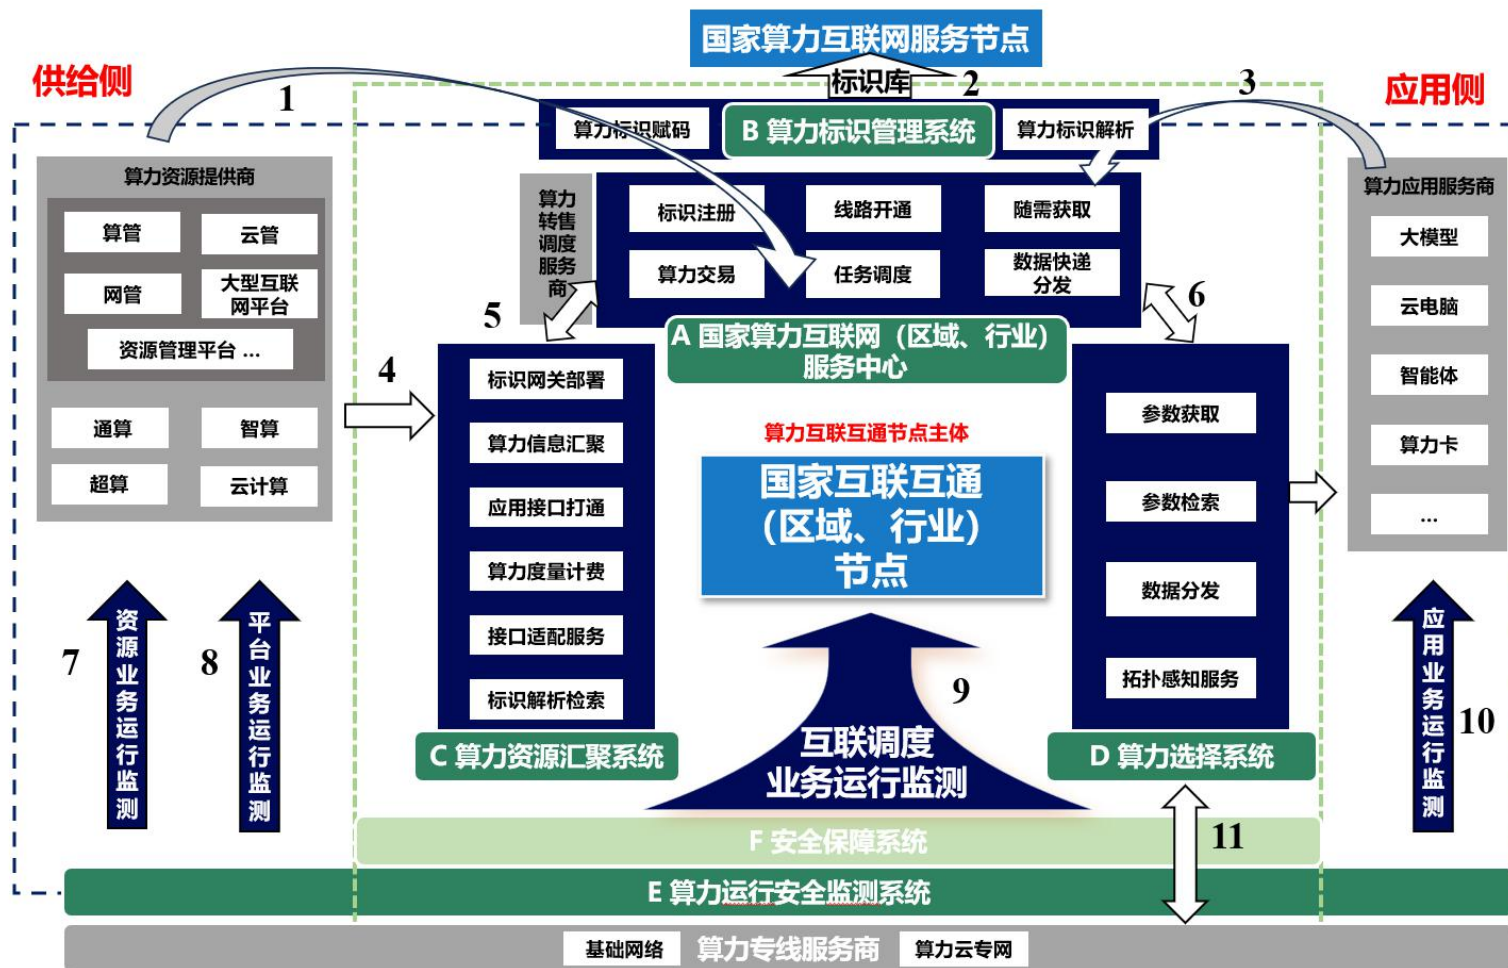 国家算力互联网服务节点
标识库
2
供给侧
1
3
应用侧
算力标识赋码
B 算力标识管理系统
算力标识解析
算力资源提供商
算管
云管
网管
大型互联
网平台
资源管理平台 ...
通算
智算
超算
云计算
算力
转售
调度
服务
商
标识注册
线路开通
随需获取
算力交易
任务调度
数据快递
分发
A 国家算力互联网（区域、行业）
服务中心
算力应用服务商
大模型
云电脑
智能体
算力卡
...
5
6
4
标识网关部署
算力信息汇聚
应用接口打通
算力度量计费
接口适配服务
标识解析检索
C 算力资源汇聚系统
算力互联互通节点主体
国家互联互通
（区域、行业）
节点
参数获取
参数检索
数据分发
拓扑感知服务
D 算力选择系统
7
资源业务运行监测
8
平台业务运行监测
9
互联调度
业务运行监测
应用业务运行监测
10
11
F 安全保障系统
E 算力运行安全监测系统
基础网络
算力专线服务商
算力云专网